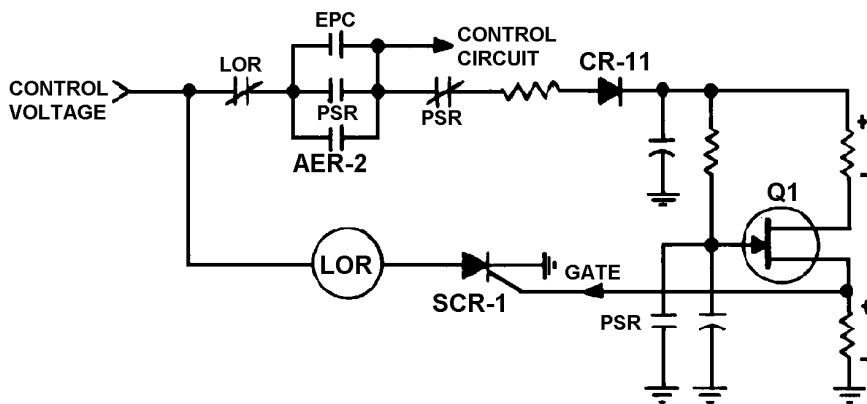 EPC
CONTROL
CIRCUIT
LOR
CR-11
CONTROL
VOLTAGE
PSR
PSR
AER-2
+
-
Q1
LOR
SCR-1
GATE
PSR
+
-